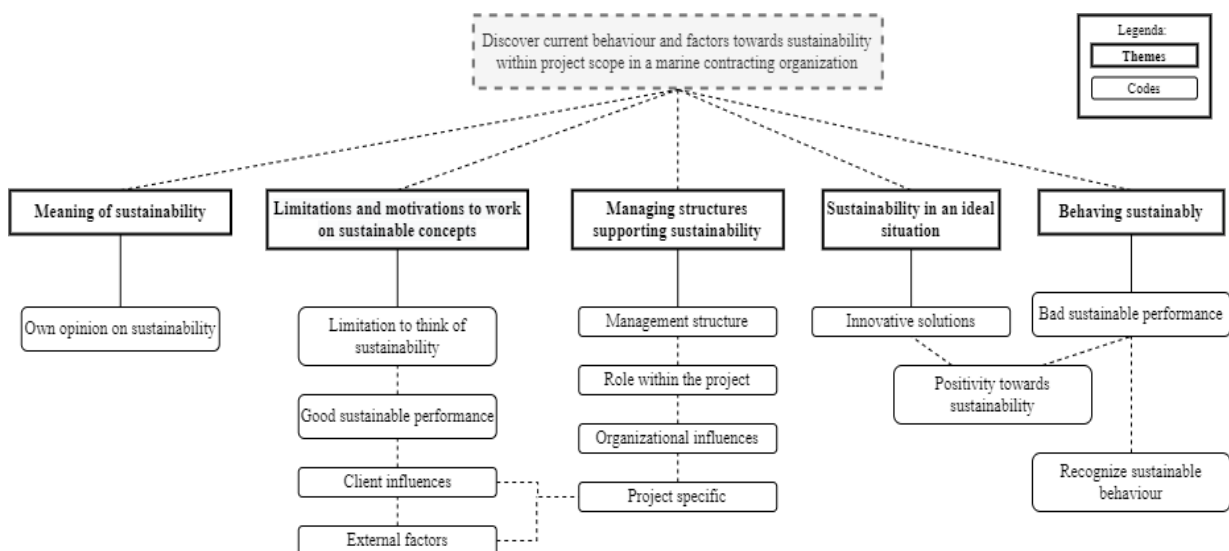 Discover current behaviour and factors towards sustainability
within project scope in a marine contracting organization
Legenda:
Themes
Codes
Meaning of sustainability
Limitations and motivations to work
on sustainable concepts
Managing structures
supporting sustainability
Sustainability in an ideal
situation
Behaving sustainably
Own opinion on sustainability
Limitation to think of
sustainability
Good sustainable performance
Client influences
External factors
Management structure
Role within the project
Organizational influences
Project specific
Innovative solutions
Bad sustainable performance
Positivity towards
sustainability
Recognize sustainable
behaviour